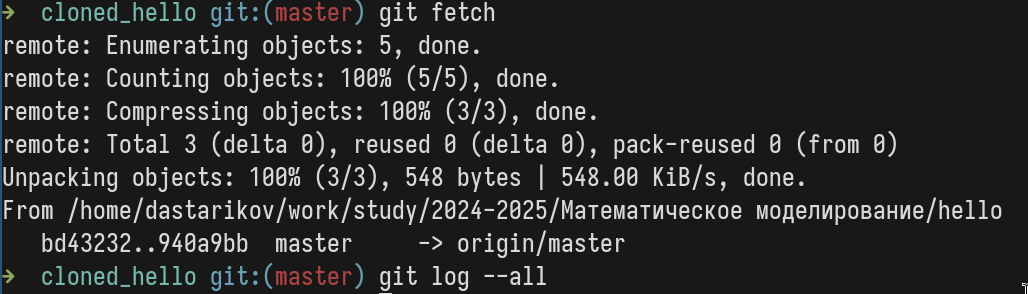 → cloned_hello git:(master) git fetch
remote: Enumerating objects: 5, done.
remote: Counting objects: 100% (5/5), done.
remote: Compressing objects: 100% (3/3), done.
remote: Total 3 (delta 0), reused 0 (delta 0), pack-reused 0 (from 0)
Unpacking objects: 100% (3/3), 548 bytes | 548.00 KiB/s, done.
From /home/dastarikov/work/study/2024-2025/Математическое моделирование/hello
   bd43232..940a9bb  master     -> origin/master
→ cloned_hello git:(master) git log --all